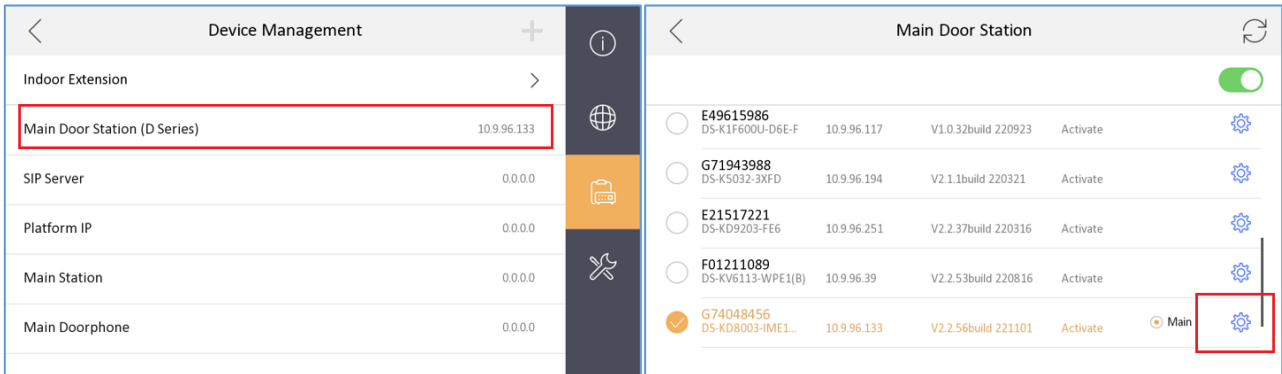 Device Management
Indoor Extension
Main Door Station (D Series) 10.9.96.133
SIP Server 0.0.0.0
Platform IP 0.0.0.0
Main Station 0.0.0.0
Main Doorphone 0.0.0.0
Main Door Station
E49615986
DS-K1F600U-D6E-F 10.9.96.117 V1.0.32build 220923 Activate
G71943988
DS-K5032-3XFD 10.9.96.194 V2.1.1build 220321 Activate
E21517221
DS-KD9203-FE6 10.9.96.251 V2.2.37build 220316 Activate
F01211089
DS-KV6113-WPE1(B) 10.9.96.39 V2.2.53build 220816 Activate
G74048456
DS-KD8003-IME1... 10.9.96.133 V2.2.56build 221101 Activate Main